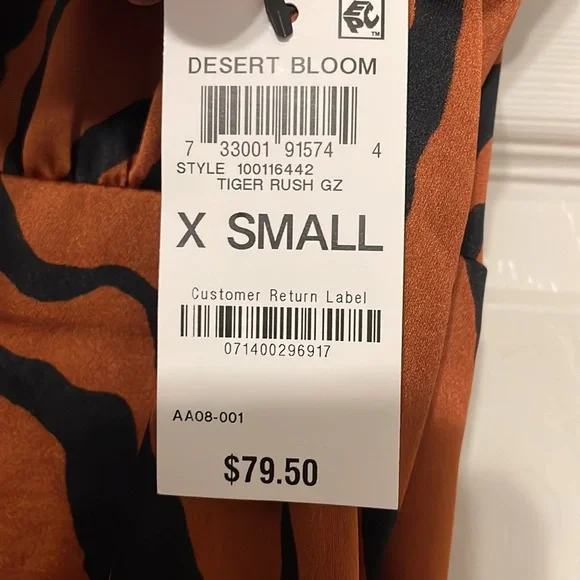 EPC™
DESERT BLOOM
7 33001 91574 4
STYLE 100116442
TIGER RUSH GZ
X SMALL
Customer Return Label
071400296917
AA08-001
$79.50